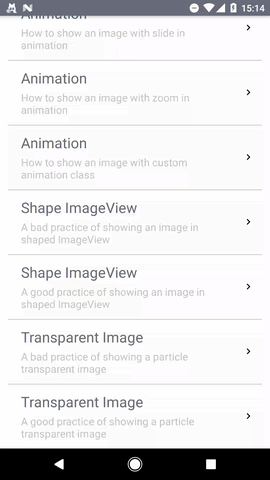 15:14
Animation
How to show an image with slide in
animation
Animation
How to show an image with zoom in
animation
Animation
How to show an image with custom
animation class
Shape ImageView
A bad practice of showing an image in
shaped ImageView
Shape ImageView
A good practice of showing an image in
shaped ImageView
Transparent Image
A bad practice of showing a particle
transparent image
Transparent Image
A good practice of showing a particle
transparent image